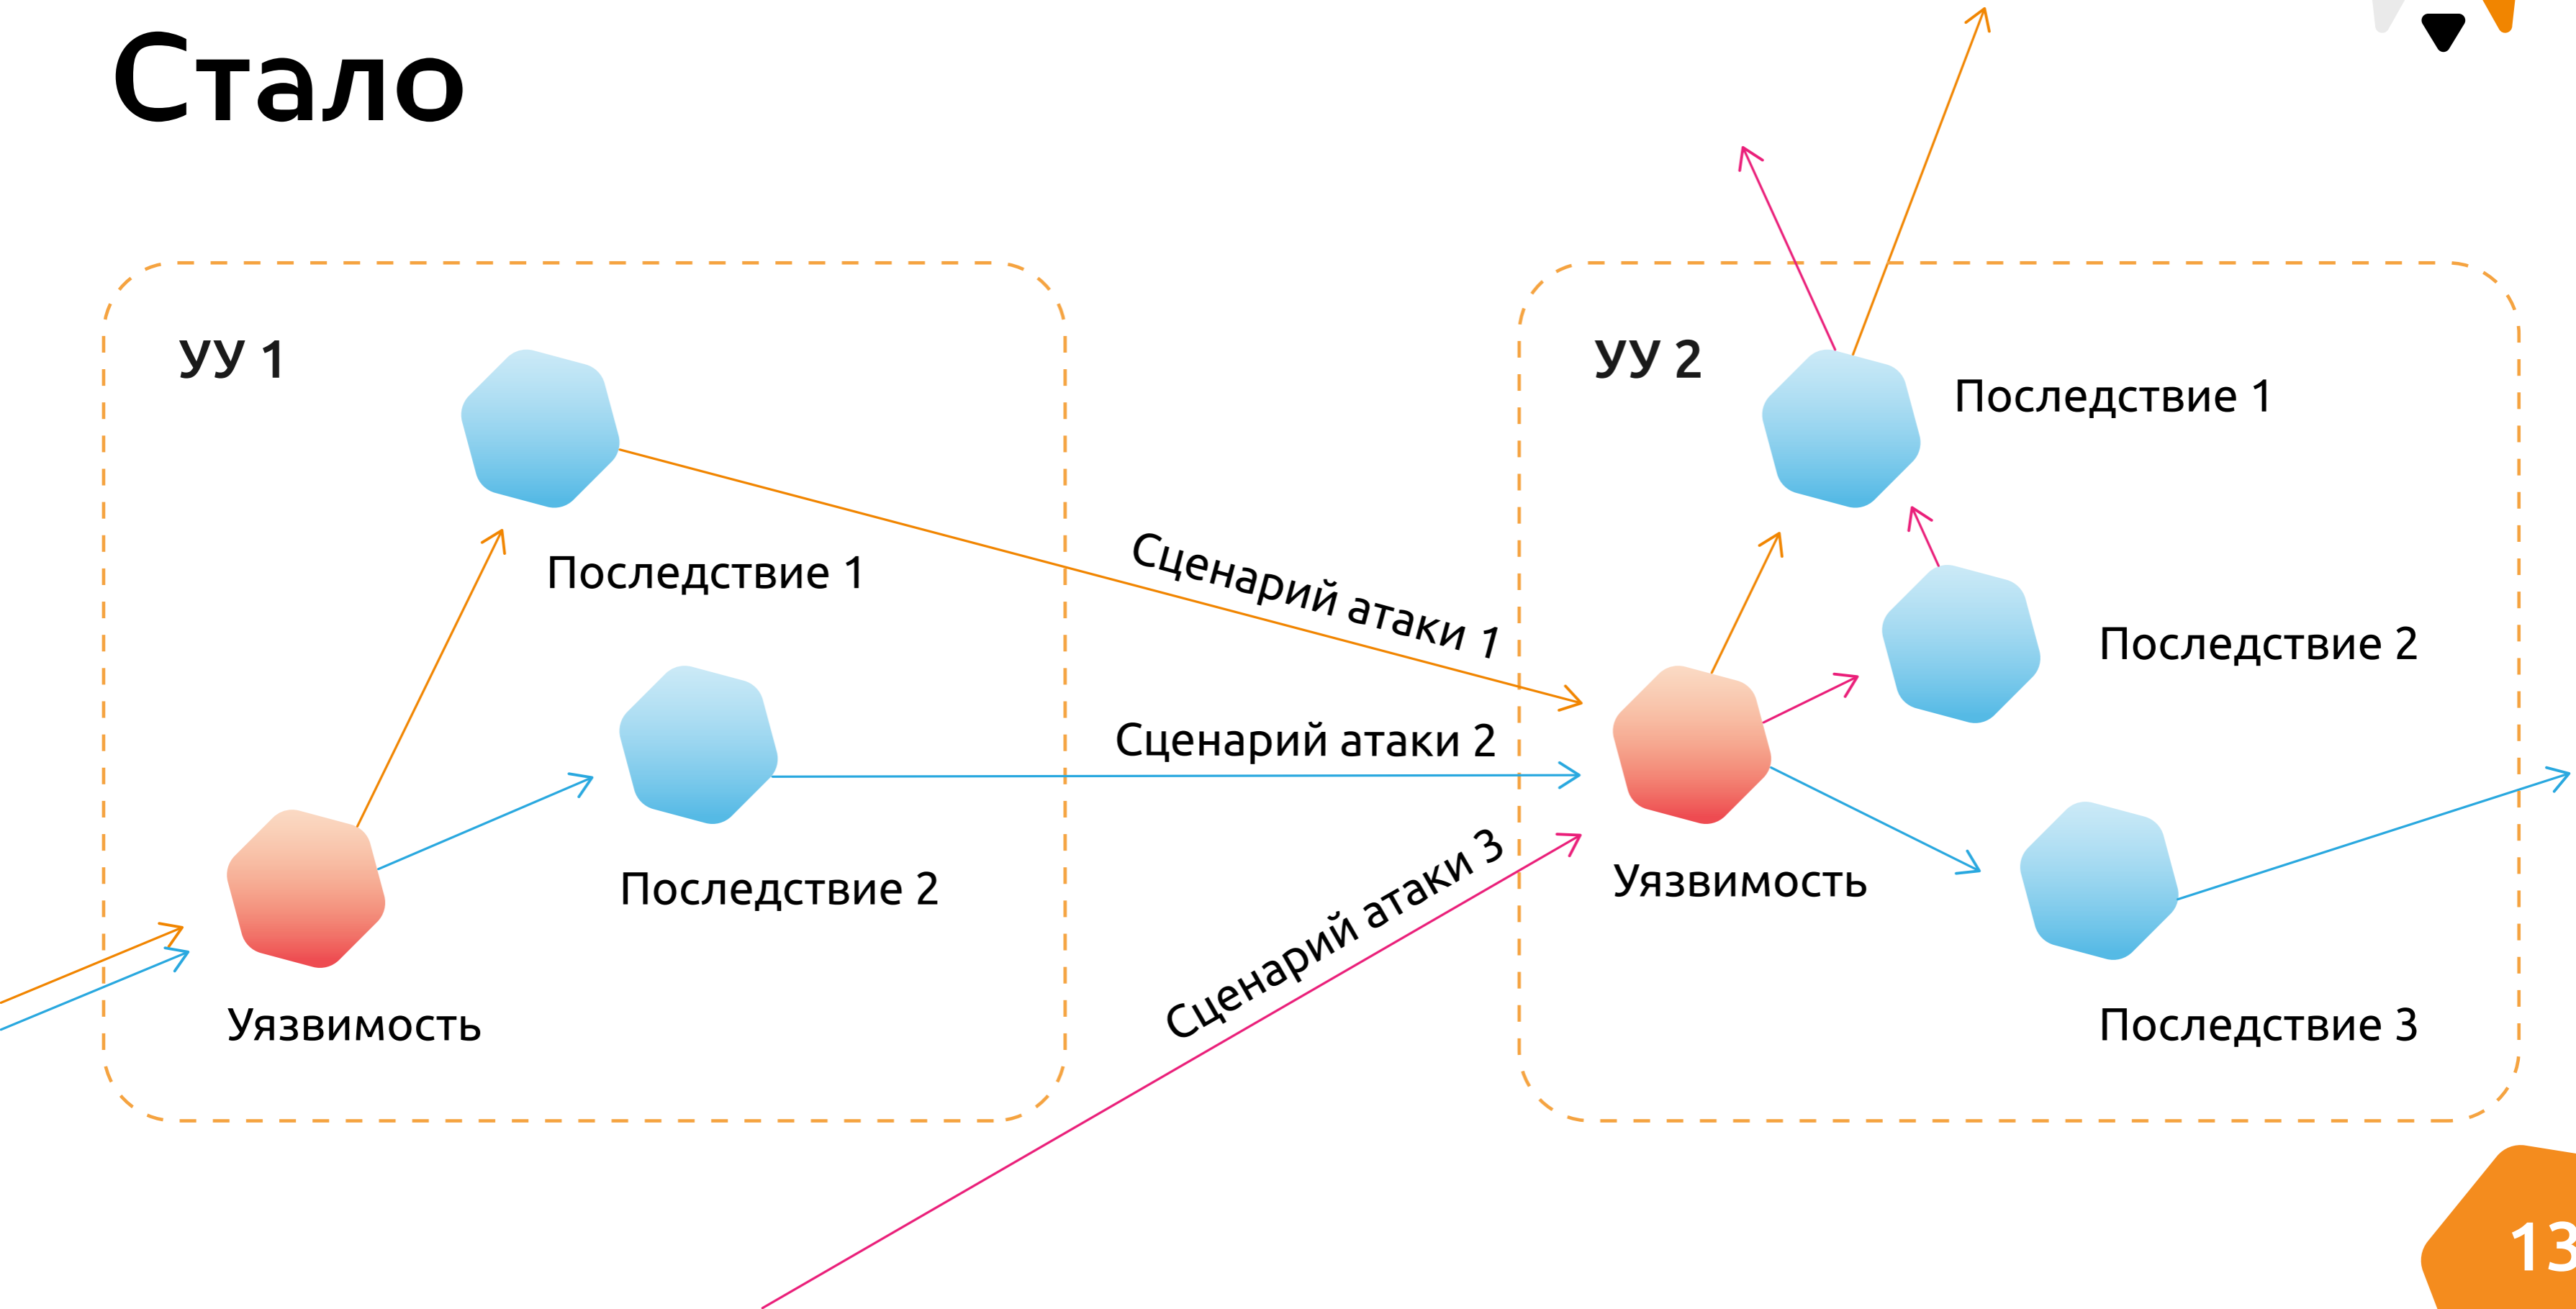 Стало
УУ 1
Последствие 1
Последствие 2
Уязвимость
Сценарий атаки 1
Сценарий атаки 2
Сценарий атаки 3
УУ 2
Последствие 1
Последствие 2
Уязвимость
Последствие 3
13